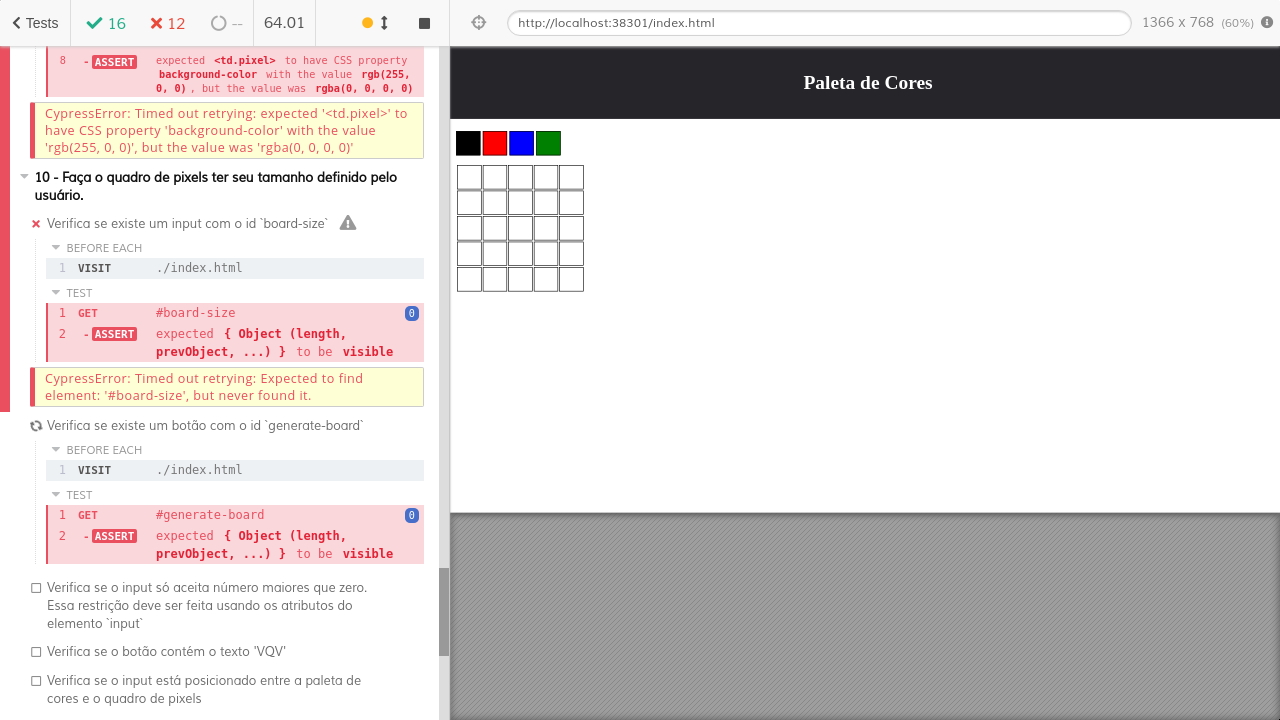 Tests 16 12 -- 64.01 http://localhost:38301/index.html 1366 x 768 (60%)
8 - ASSERT expected <td.pixel> to have CSS property
background-color with the value rgb(255,
0, 0), but the value was rgba(0, 0, 0, 0)
CypressError: Timed out retrying: expected '<td.pixel>' to
have CSS property 'background-color' with the value
'rgb(255, 0, 0)', but the value was 'rgba(0, 0, 0, 0)'
10 - Faça o quadro de pixels ter seu tamanho definido pelo
usuário.
Verifica se existe um input com o id `board-size`
BEFORE EACH
1 VISIT ./index.html
TEST
1 GET #board-size 0
2 - ASSERT expected { Object (length,
prevObject, ...) } to be visible
CypressError: Timed out retrying: Expected to find
element: '#board-size', but never found it.
Verifica se existe um botão com o id `generate-board`
BEFORE EACH
1 VISIT ./index.html
TEST
1 GET #generate-board 0
2 - ASSERT expected { Object (length,
prevObject, ...) } to be visible
Verifica se o input só aceita número maiores que zero.
Essa restrição deve ser feita usando os atributos do
elemento `input`
Verifica se o botão contém o texto 'VQV'
Verifica se o input está posicionado entre a paleta de
cores e o quadro de pixels
Paleta de Cores